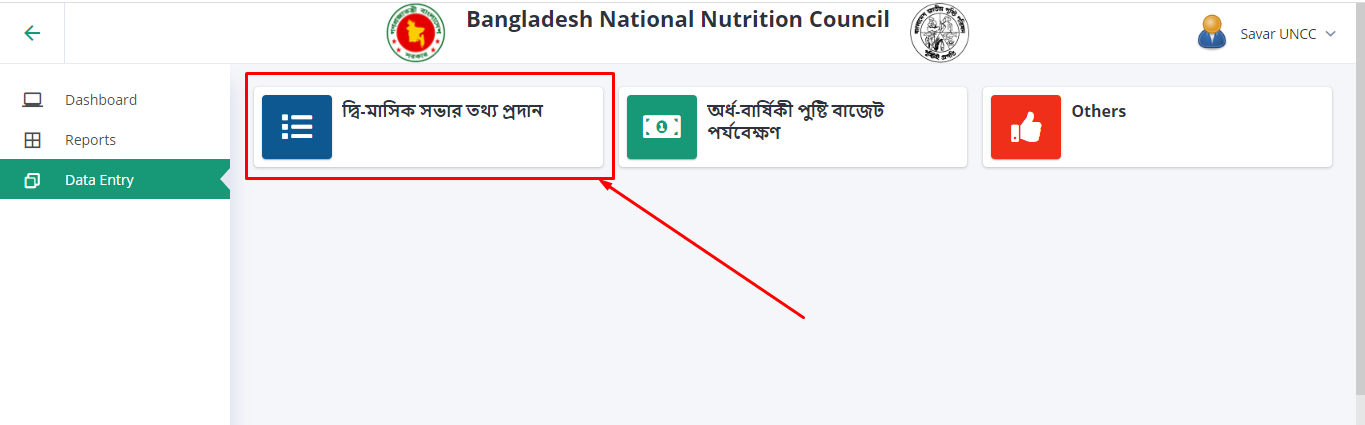 Bangladesh National Nutrition Council
Savar UNCC
Dashboard
Reports
Data Entry
দ্বি-মাসিক সভার তথ্য প্রদান
অর্ধ-বার্ষিকী পুষ্টি বাজেট
পর্যবেক্ষণ
Others